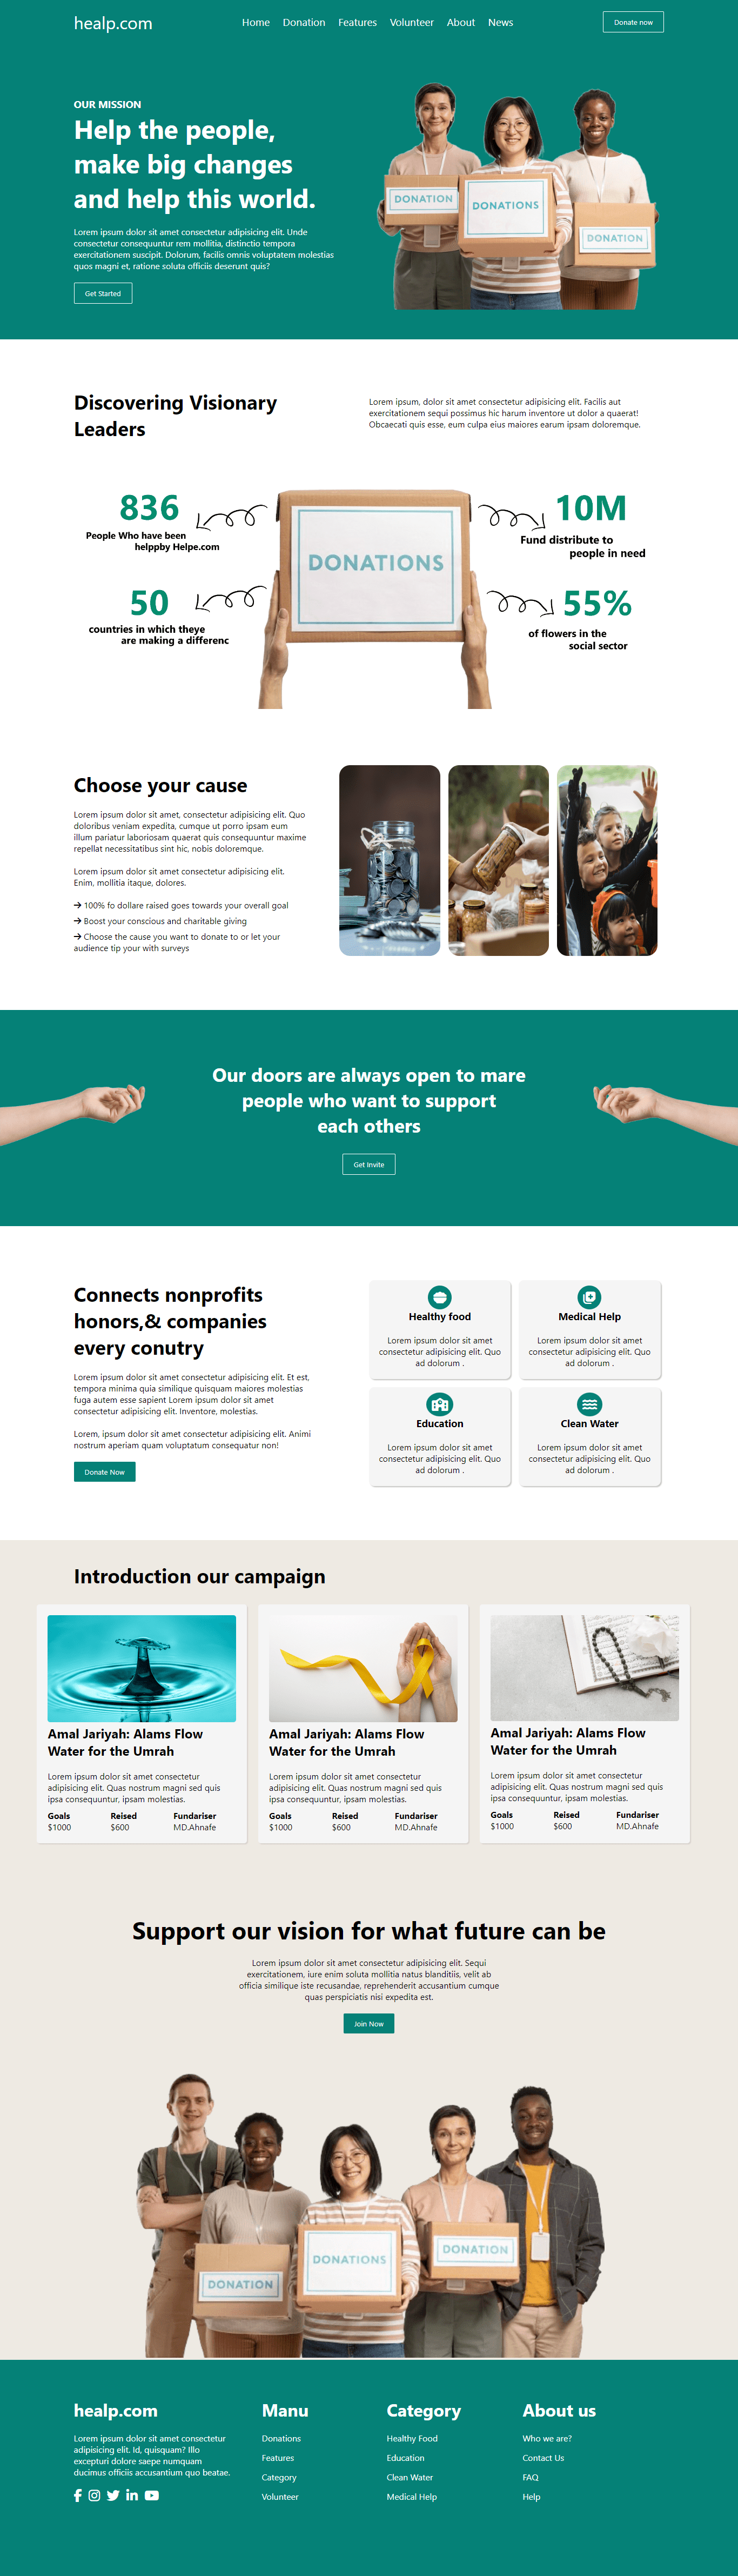 healp.com
Home Donation Features Volunteer About News
Donate now
OUR MISSION
Help the people,
make big changes
and help this world.
Lorem ipsum dolor sit amet consectetur adipisicing elit. Unde
consectetur consequuntur rem mollitia, distinctio tempora
exercitationem suscipit. Dolorum, facilis omnis voluptatem molestias
quos magni et, ratione soluta officiis deserunt quis?
Get Started
DONATION
DONATIONS
DONATION
Discovering Visionary
Leaders
Lorem ipsum, dolor sit amet consectetur adipisicing elit. Facilis aut
exercitationem sequi possimus hic harum inventore ut dolor a quaerat!
Obcaecati quis esse, eum culpa eius maiores earum ipsam doloremque.
836
People Who have been
helppby Helpe.com
50
countries in which theye
are making a differenc
DONATIONS
10M
Fund distribute to
people in need
55%
of flowers in the
social sector
Choose your cause
Lorem ipsum dolor sit amet, consectetur adipisicing elit. Quo
doloribus veniam expedita, cumque ut porro ipsam eum
illum pariatur laboriosam quaerat quis consequuntur maxime
repellat necessitatibus sint hic, nobis doloremque.
Lorem ipsum dolor sit amet consectetur adipisicing elit.
Enim, mollitia itaque, dolores.
→ 100% fo dollare raised goes towards your overall goal
→ Boost your conscious and charitable giving
→ Choose the cause you want to donate to or let your
audience tip your with surveys
Our doors are always open to mare
people who want to support
each others
Get Invite
Connects nonprofits
honors,& companies
every conutry
Lorem ipsum dolor sit amet consectetur adipisicing elit. Et est,
tempora minima quia similique quisquam maiores molestias
fuga autem esse sapient Lorem ipsum dolor sit amet
consectetur adipisicing elit. Inventore, molestias.
Lorem, ipsum dolor sit amet consectetur adipisicing elit. Animi
nostrum aperiam quam voluptatum consequatur non!
Donate Now
Healthy food
Lorem ipsum dolor sit amet
consectetur adipisicing elit. Quo
ad dolorum .
Medical Help
Lorem ipsum dolor sit amet
consectetur adipisicing elit. Quo
ad dolorum .
Education
Lorem ipsum dolor sit amet
consectetur adipisicing elit. Quo
ad dolorum .
Clean Water
Lorem ipsum dolor sit amet
consectetur adipisicing elit. Quo
ad dolorum .
Introduction our campaign
Amal Jariyah: Alams Flow
Water for the Umrah
Lorem ipsum dolor sit amet consectetur
adipisicing elit. Quas nostrum magni sed quis
ipsa consequuntur, ipsam molestias.
Goals Reised Fundariser
$1000 $600 MD.Ahnafe
Amal Jariyah: Alams Flow
Water for the Umrah
Lorem ipsum dolor sit amet consectetur
adipisicing elit. Quas nostrum magni sed quis
ipsa consequuntur, ipsam molestias.
Goals Reised Fundariser
$1000 $600 MD.Ahnafe
Amal Jariyah: Alams Flow
Water for the Umrah
Lorem ipsum dolor sit amet consectetur
adipisicing elit. Quas nostrum magni sed quis
ipsa consequuntur, ipsam molestias.
Goals Reised Fundariser
$1000 $600 MD.Ahnafe
Support our vision for what future can be
Lorem ipsum dolor sit amet consectetur adipisicing elit. Sequi
exercitationem, iure enim soluta mollitia natus blanditiis, velit ab
officia similique iste recusandae, reprehenderit accusantium cumque
quas perspiciatis nisi expedita est.
Join Now
DONATION
DONATIONS
DONATION
healp.com
Lorem ipsum dolor sit amet consectetur
adipisicing elit. Id, quisquam? Illo
excepturi dolore saepe numquam
ducimus officiis accusantium quo beatae.
Manu
Donations
Features
Category
Volunteer
Category
Healthy Food
Education
Clean Water
Medical Help
About us
Who we are?
Contact Us
FAQ
Help